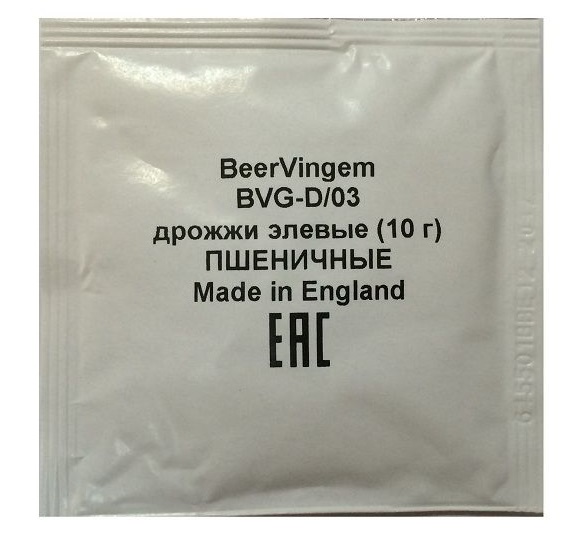 BeerVingem
BVG-D/03
дрожжи элевые (10 г)
ПШЕНИЧНЫЕ
Made in England
EAC